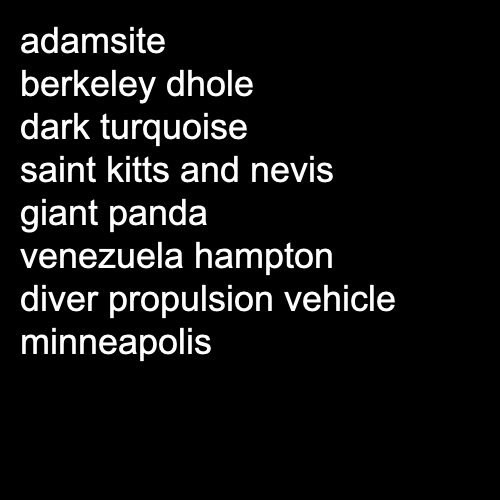 adamsite
berkeley dhole
dark turquoise
saint kitts and nevis
giant panda
venezuela hampton
diver propulsion vehicle
minneapolis